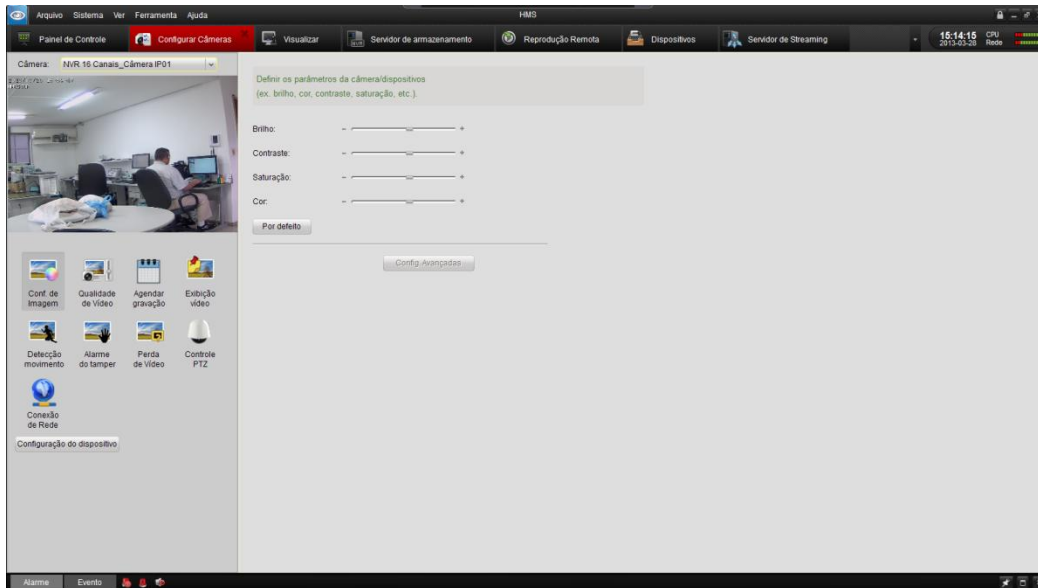 Arquivo Sistema Ver Ferramenta Ajuda
HMS
Painel de Controle
Configurar Câmeras
Visualizar
Servidor de armazenamento
Reprodução Remota
Dispositivos
Servidor de Streaming
15:14:15
2013-03-28
CPU
Rede
Câmera: NVR 16 Canais_Câmera IP01
Definir os parâmetros da câmera/dispositivos
(ex. brilho, cor, contraste, saturação, etc.).
Brilho: - +
Contraste: - +
Saturação: - +
Cor: - +
Por defeito
Config Avançadas
Conf. de
Imagem
Qualidade
de Vídeo
Agendar
gravação
Exibição
vídeo
Detecção
movimento
Alarme
do tamper
Perda
de Vídeo
Controle
PTZ
Conexão
de Rede
Configuração do dispositivo
Alarme
Evento